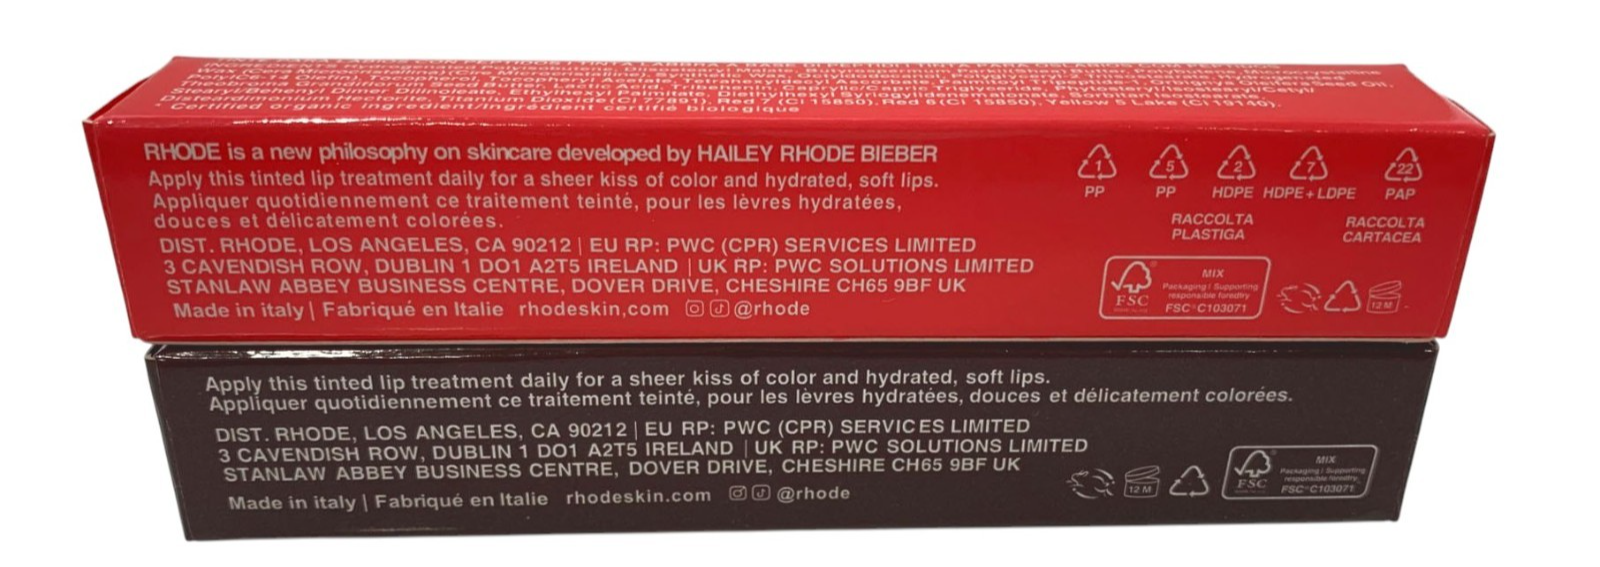 Distearyldimonium Hectorite, Titanium Dioxide (CI 77891), Red 7 (CI 15850), Red 6 (CI 15850), Yellow 5 Lake (CI 19140).
* Certified organic ingredient/ingrédient certifié biologique
RHODE is a new philosophy on skincare developed by HAILEY RHODE BIEBER
Apply this tinted lip treatment daily for a sheer kiss of color and hydrated, soft lips.
Appliquer quotidiennement ce traitement teinté, pour les lèvres hydratées,
douces et délicatement colorées.
DIST. RHODE, LOS ANGELES, CA 90212 | EU RP: PWC (CPR) SERVICES LIMITED
3 CAVENDISH ROW, DUBLIN 1 DO1 A2T5 IRELAND | UK RP: PWC SOLUTIONS LIMITED
STANLAW ABBEY BUSINESS CENTRE, DOVER DRIVE, CHESHIRE CH65 9BF UK
Made in italy | Fabriqué en Italie rhodeskin,com @rhode
1 5 2 7 22
PP PP HDPE HDPE+LDPE PAP
RACCOLTA PLASTIGA
RACCOLTA CARTACEA
FSC
MIX
Packaging | Supporting
responsible forestry
FSC® C103071
12 M
Apply this tinted lip treatment daily for a sheer kiss of color and hydrated, soft lips.
Appliquer quotidiennement ce traitement teinté, pour les lèvres hydratées, douces et délicatement colorées.
DIST. RHODE, LOS ANGELES, CA 90212 | EU RP: PWC (CPR) SERVICES LIMITED
3 CAVENDISH ROW, DUBLIN 1 DO1 A2T5 IRELAND | UK RP: PWC SOLUTIONS LIMITED
STANLAW ABBEY BUSINESS CENTRE, DOVER DRIVE, CHESHIRE CH65 9BF UK
Made in italy | Fabriqué en Italie rhodeskin.com @rhode
12 M
FSC
MIX
Packaging | Supporting
responsible forestry
FSC® C103071